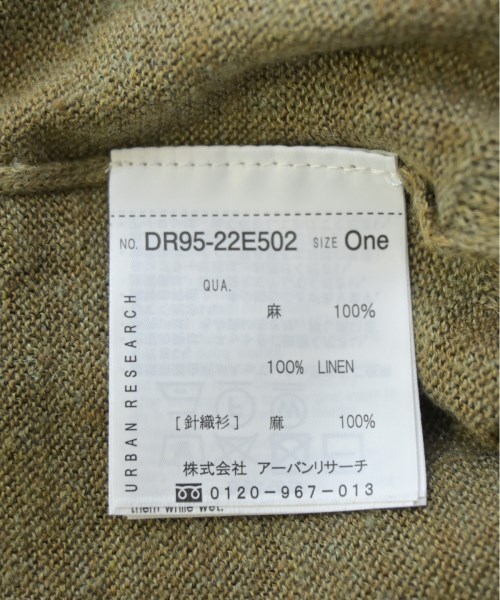 NO. DR95-22E502 SIZE One
QUA.
麻 100%
100% LINEN
[針織衫] 麻 100%
株式会社 アーバンリサーチ
0120-967-013
URBAN RESEARCH
them while wet.